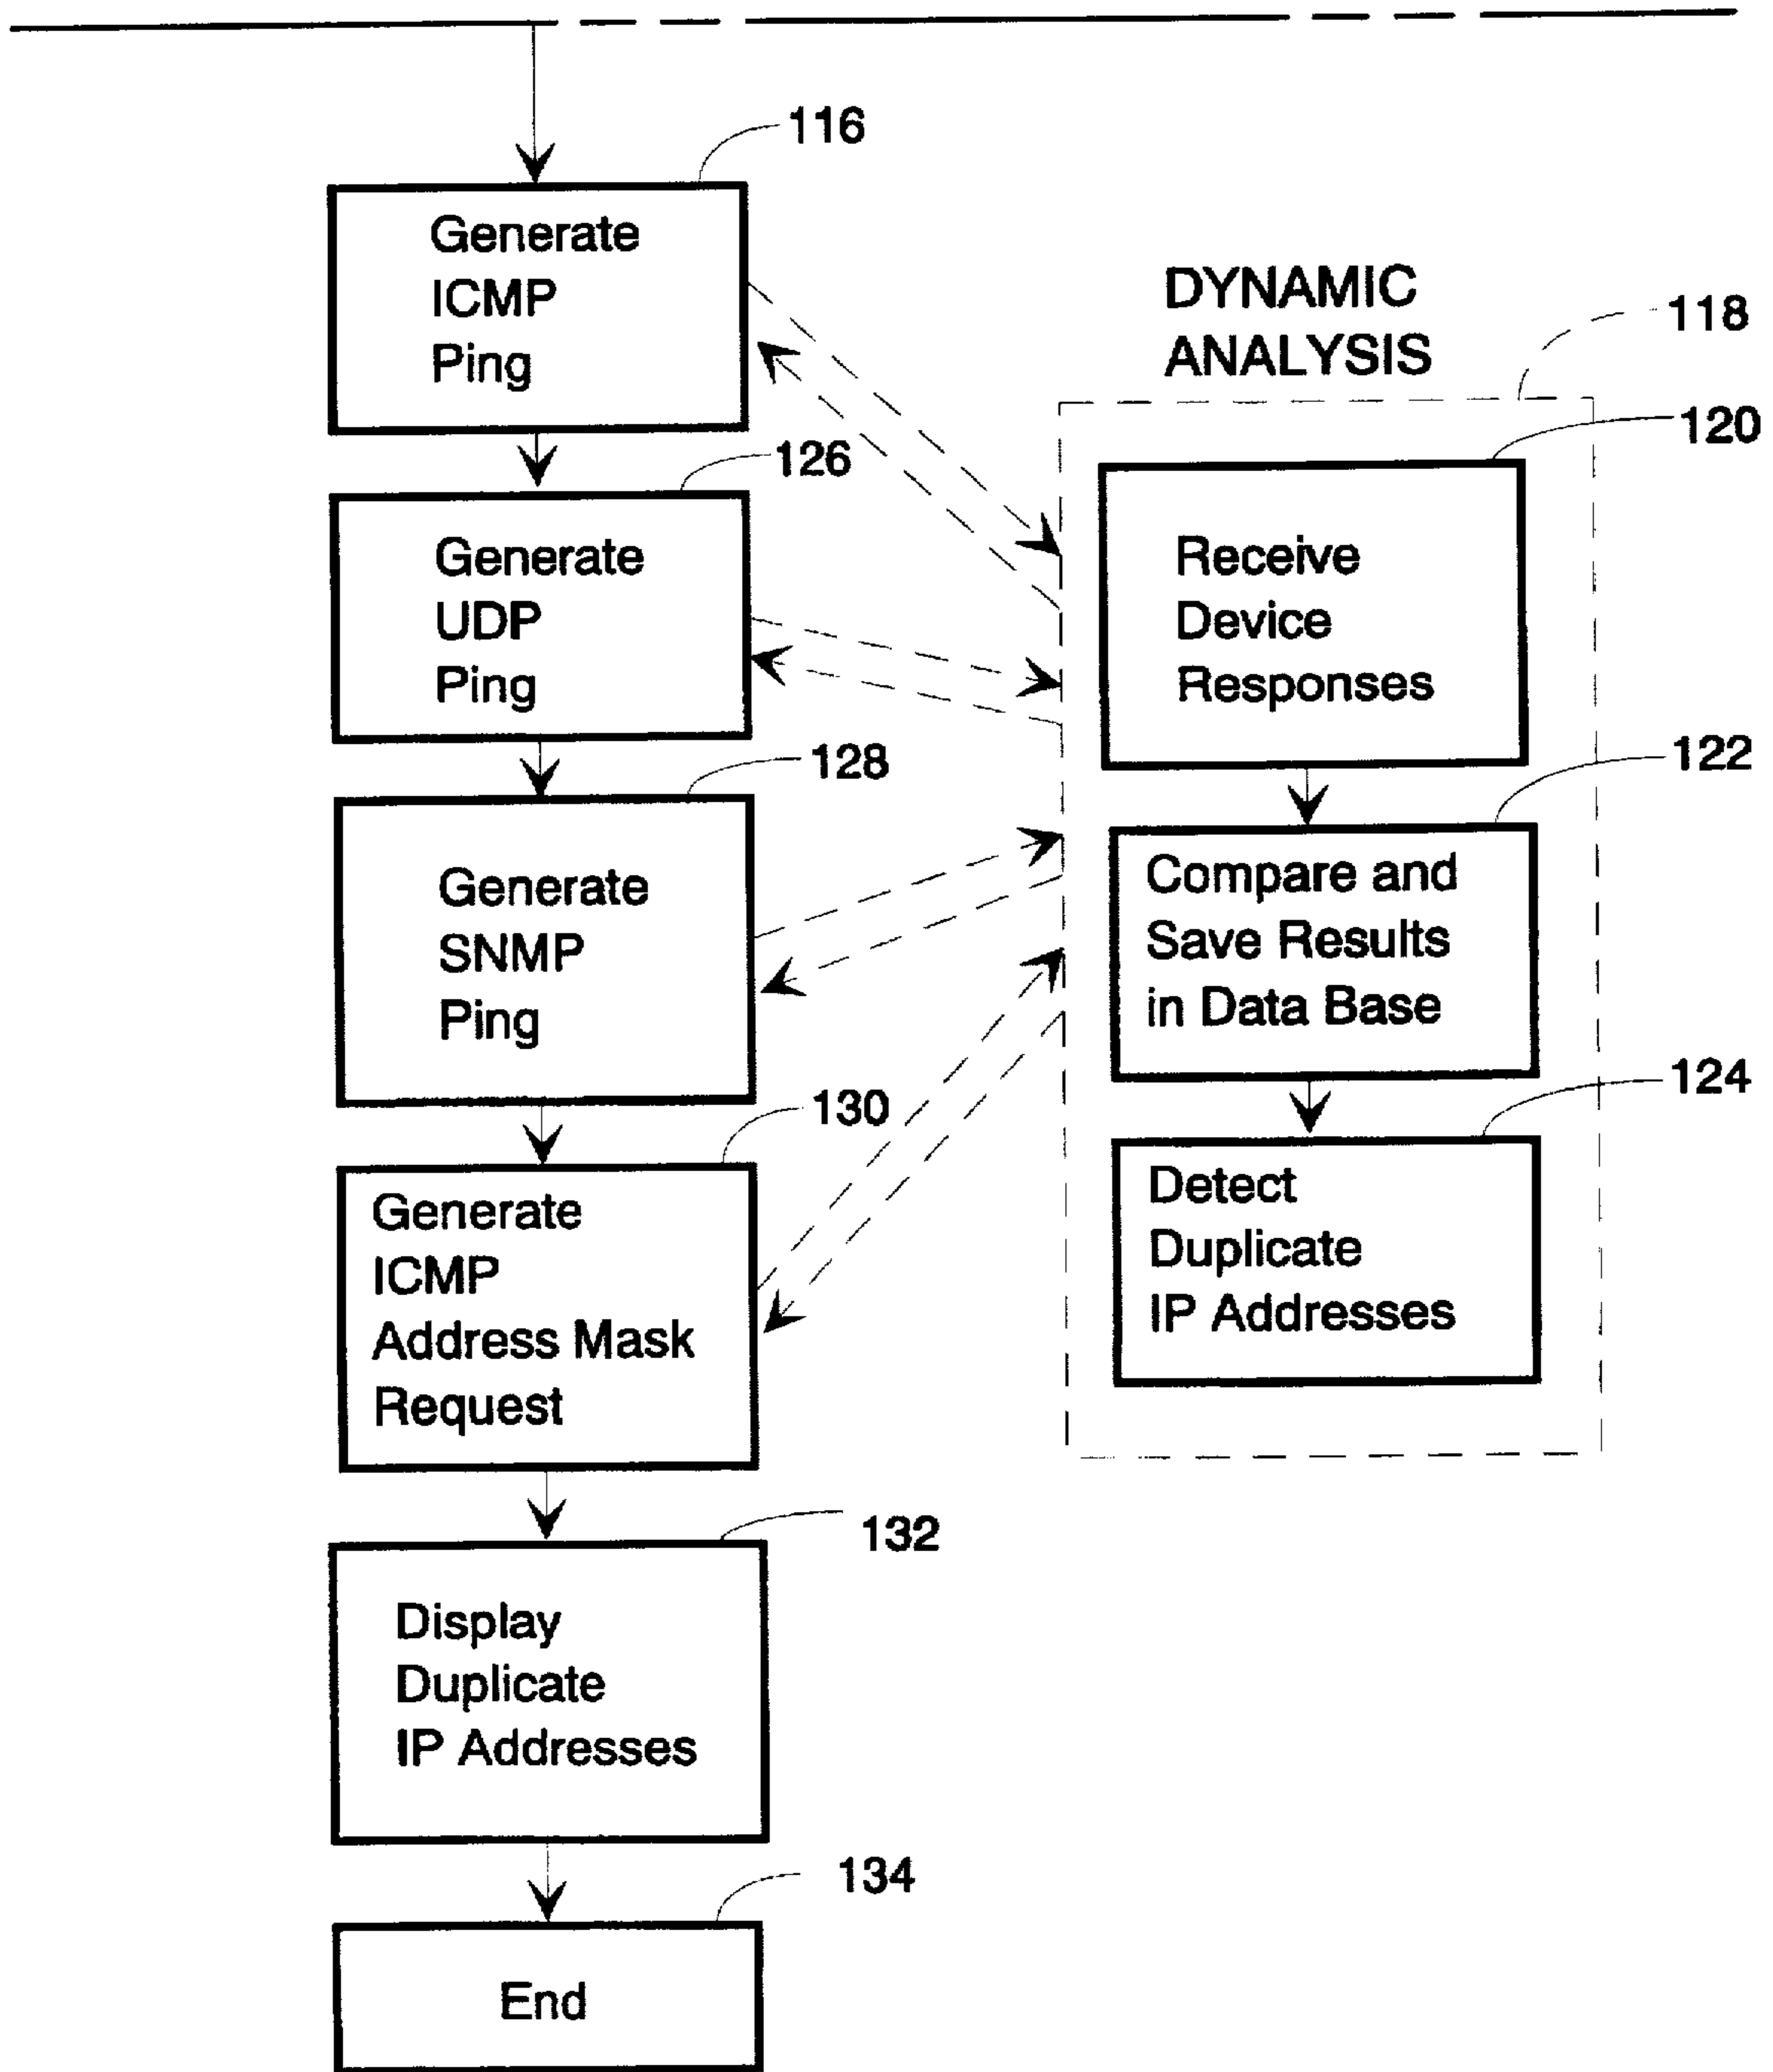 116
Generate
ICMP
Ping
DYNAMIC
ANALYSIS
118
120
126
Generate
UDP
Ping
Receive
Device
Responses
122
128
Generate
SNMP
Ping
Compare and
Save Results
in Data Base
124
130
Generate
ICMP
Address Mask
Request
Detect
Duplicate
IP Addresses
132
Display
Duplicate
IP Addresses
134
End